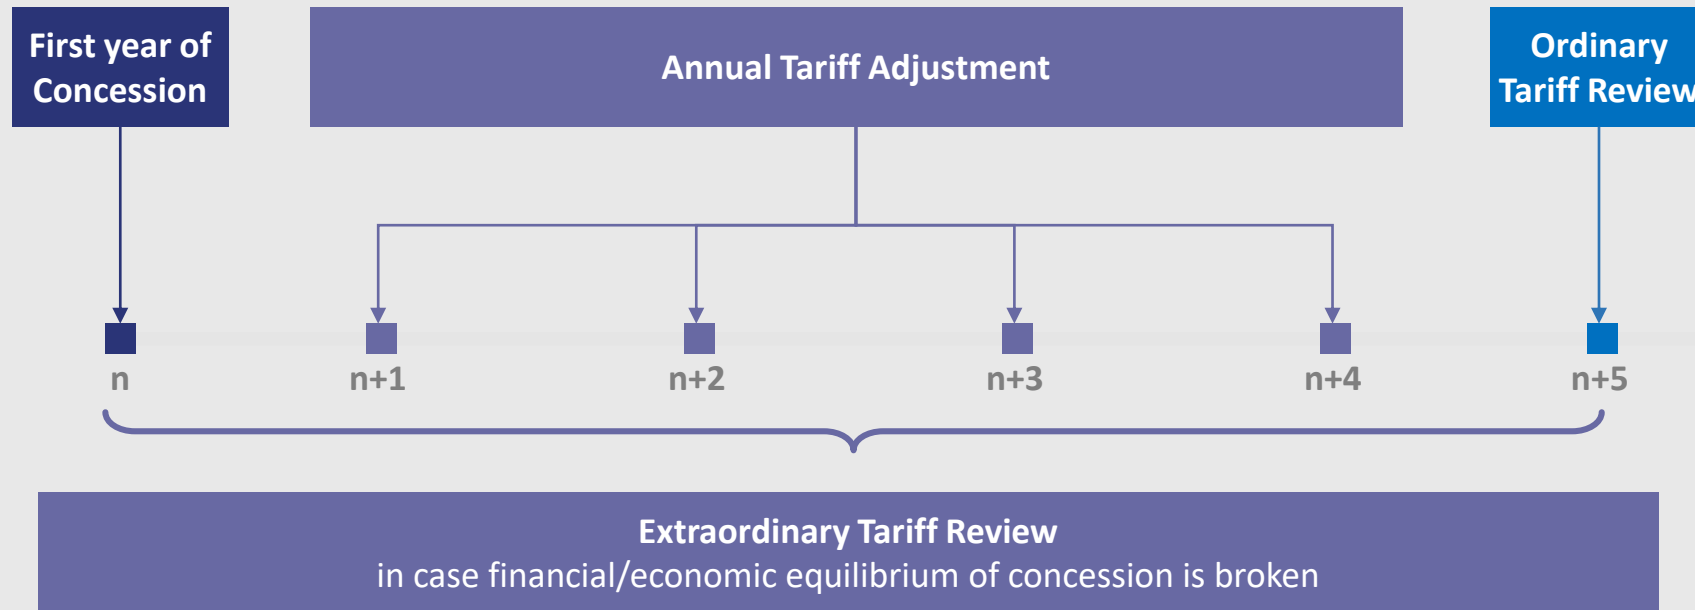 First year of
Concession
Annual Tariff Adjustment
Ordinary
Tariff Review
n
n+1
n+2
n+3
n+4
n+5
Extraordinary Tariff Review
in case financial/economic equilibrium of concession is broken